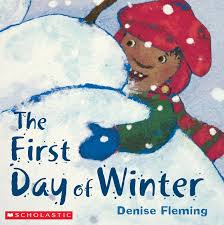 The
First
Day of Winter
Denise Fleming
SCHOLASTIC